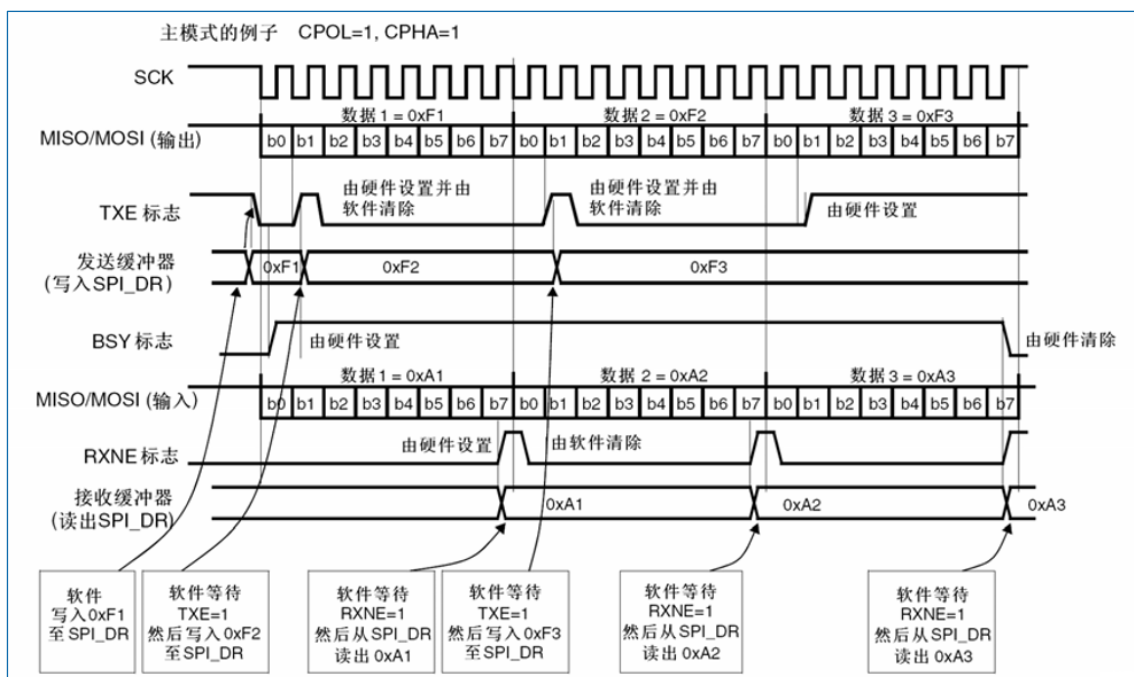 主模式的例子 CPOL=1, CPHA=1
SCK
数据 1 = 0xF1 数据 2 = 0xF2 数据 3 = 0xF3
MISO/MOSI (输出) b0 b1 b2 b3 b4 b5 b6 b7 b0 b1 b2 b3 b4 b5 b6 b7 b0 b1 b2 b3 b4 b5 b6 b7
TXE 标志
由硬件设置并由
软件清除
由硬件设置并由
软件清除
由硬件设置
发送缓冲器
(写入SPI_DR)
0xF1 0xF2 0xF3
BSY 标志
由硬件设置
由硬件清除
数据 1 = 0xA1 数据 2 = 0xA2 数据 3 = 0xA3
MISO/MOSI (输入) b0 b1 b2 b3 b4 b5 b6 b7 b0 b1 b2 b3 b4 b5 b6 b7 b0 b1 b2 b3 b4 b5 b6 b7
RXNE 标志
由硬件设置
由软件清除
接收缓冲器
(读出SPI_DR)
0xA1 0xA2 0xA3
软件
写入0xF1
至SPI_DR
软件等待
TXE=1
然后写入0xF2
至SPI_DR
软件等待
RXNE=1
然后从SPI_DR
读出 0xA1
软件等待
TXE=1
然后写入0xF3
至SPI_DR
软件等待
RXNE=1
然后从SPI_DR
读出 0xA2
软件等待
RXNE=1
然后从SPI_DR
读出 0xA3